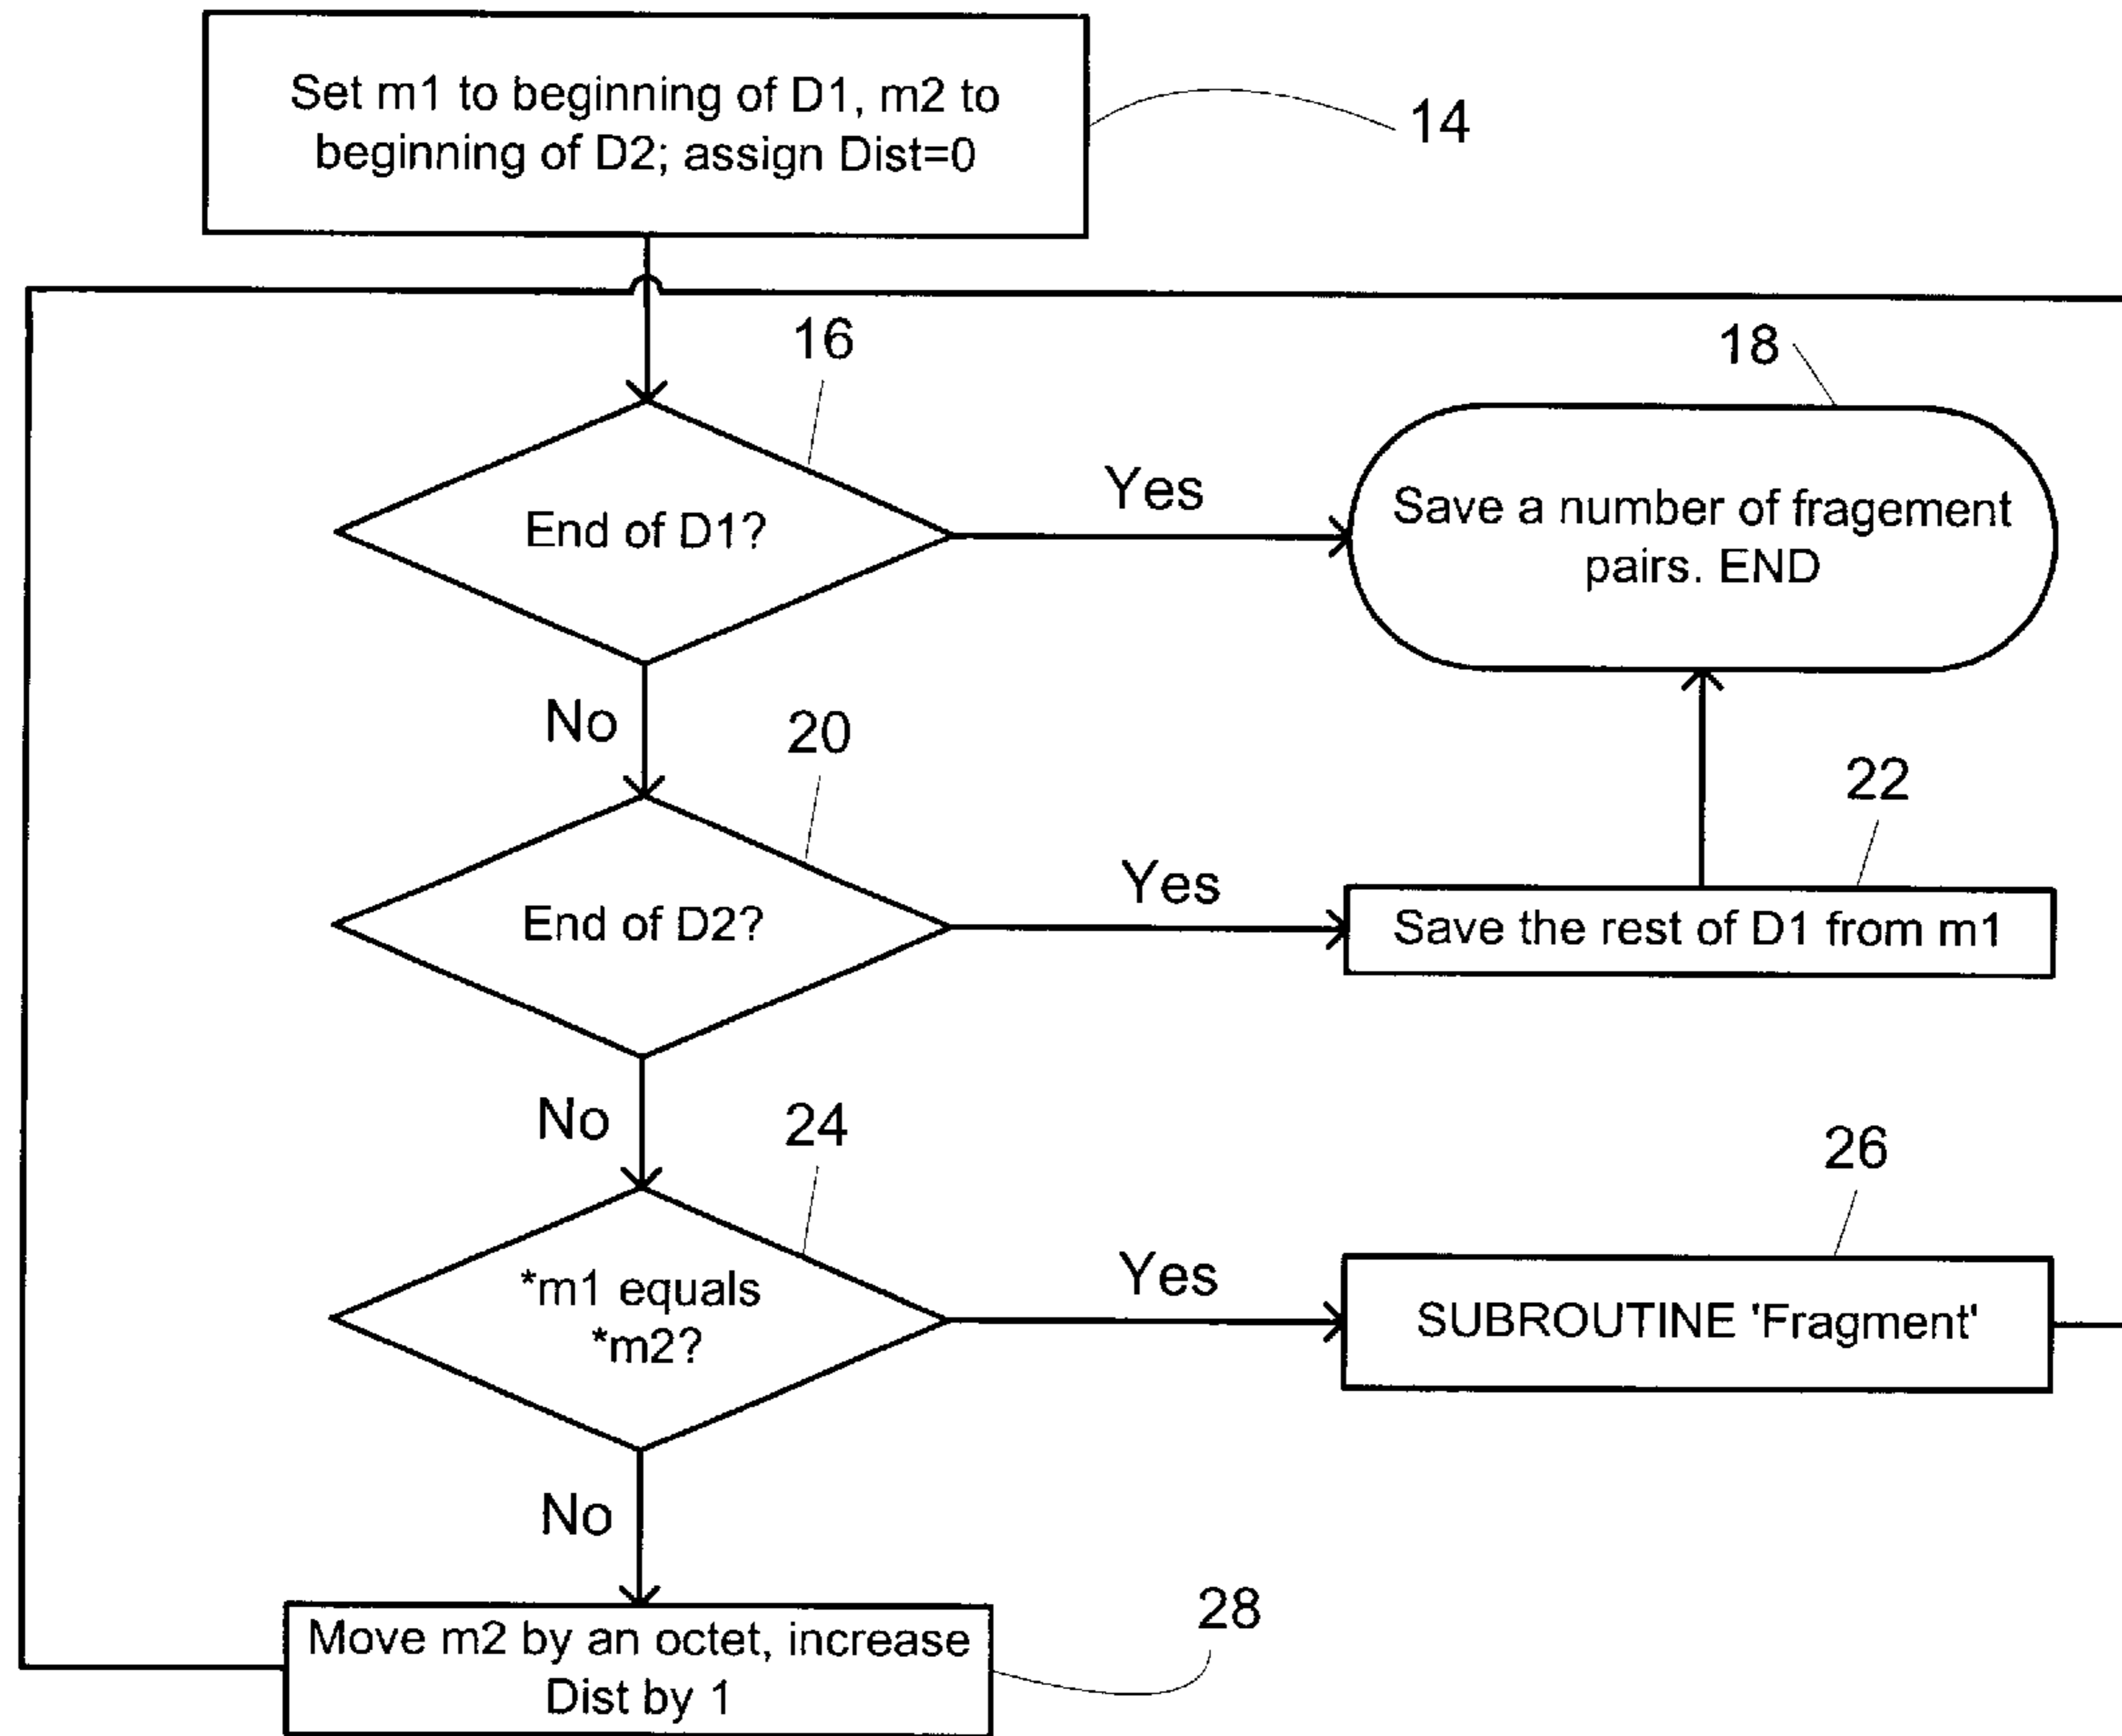 Set m1 to beginning of D1, m2 to
beginning of D2; assign Dist=0
14
16
18
End of D1?
Yes
Save a number of fragement
pairs. END
No
20
22
End of D2?
Yes
Save the rest of D1 from m1
No
24
26
*m1 equals
*m2?
Yes
SUBROUTINE 'Fragment'
No
28
Move m2 by an octet, increase
Dist by 1